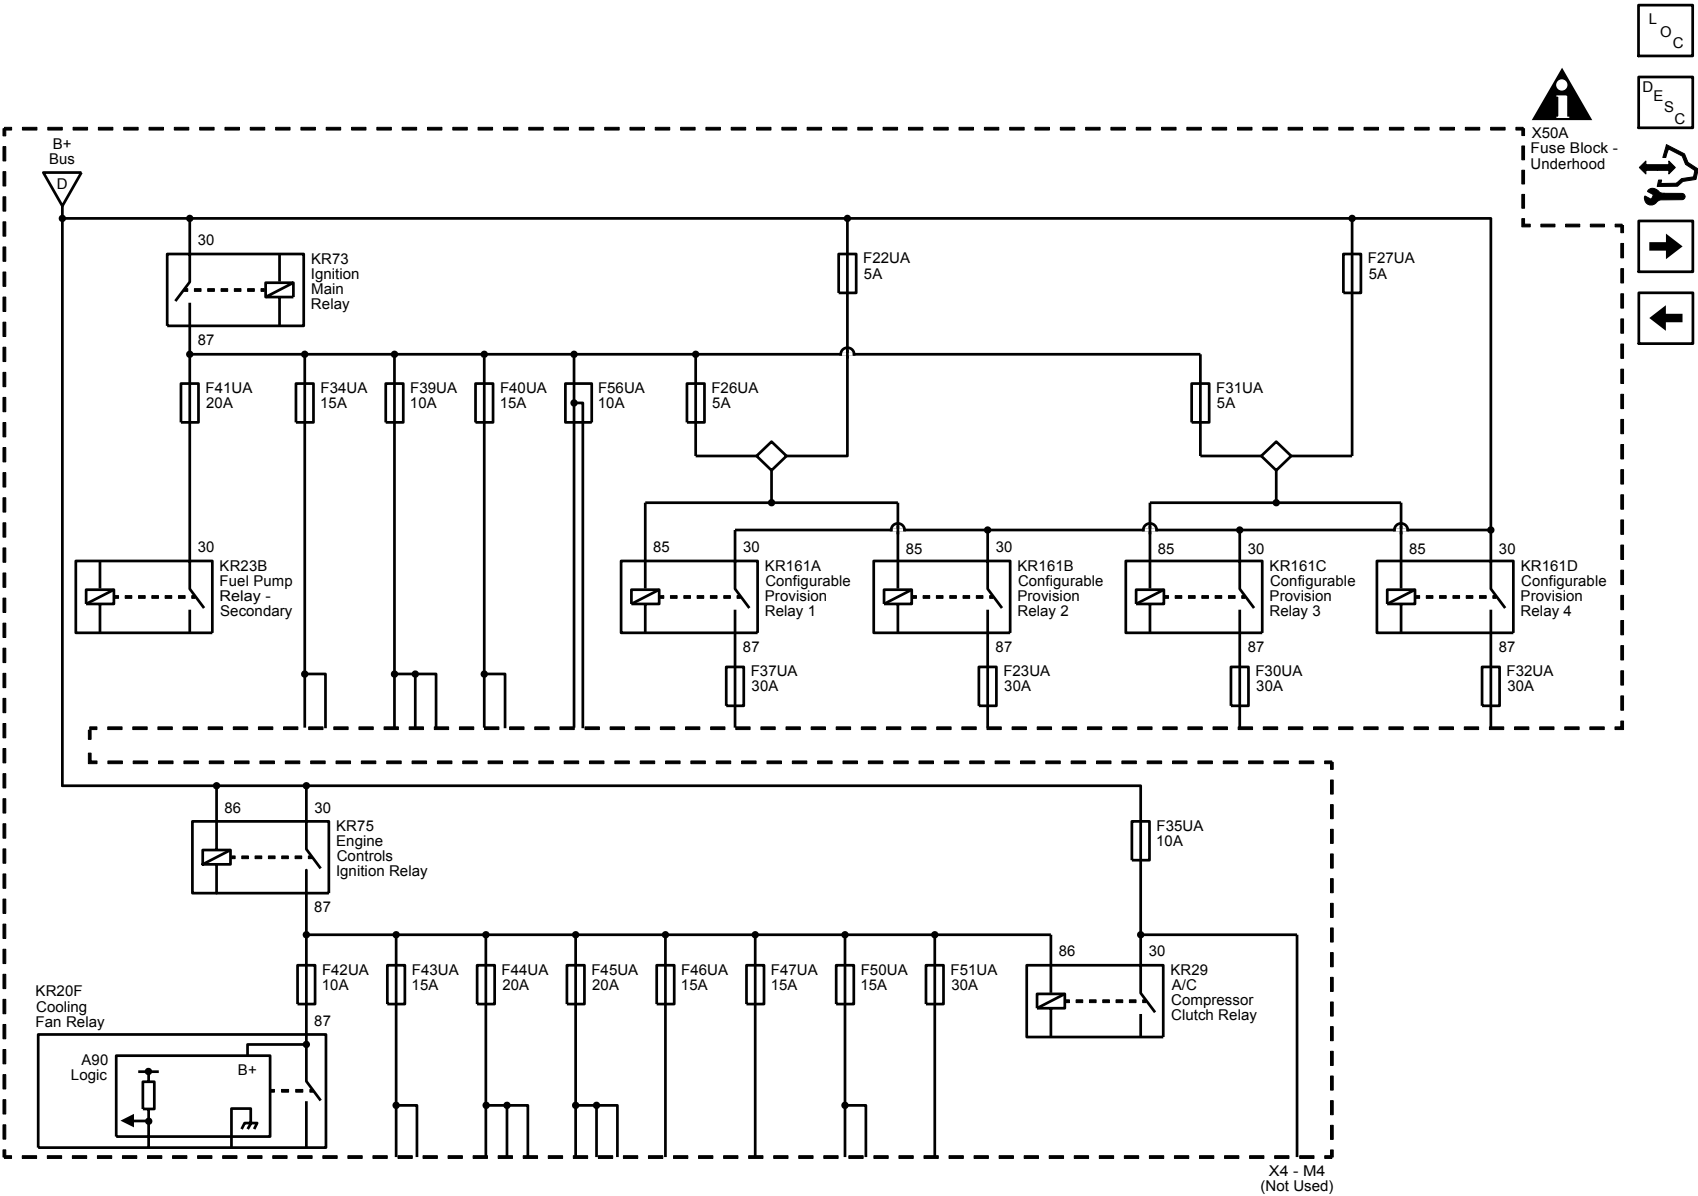 L
O
C
D
E
S
C
X50A
Fuse Block -
Underhood
B+
Bus
D
30
KR73
Ignition
Main
Relay
87
F22UA
5A
F27UA
5A
F41UA
20A
F34UA
15A
F39UA
10A
F40UA
15A
F56UA
10A
F26UA
5A
F31UA
5A
30
KR23B
Fuel Pump
Relay -
Secondary
85
30
KR161A
Configurable
Provision
Relay 1
87
F37UA
30A
85
30
KR161B
Configurable
Provision
Relay 2
87
F23UA
30A
85
30
KR161C
Configurable
Provision
Relay 3
87
F30UA
30A
85
30
KR161D
Configurable
Provision
Relay 4
87
F32UA
30A
86
30
KR75
Engine
Controls
Ignition Relay
87
F35UA
10A
F42UA
10A
F43UA
15A
F44UA
20A
F45UA
20A
F46UA
15A
F47UA
15A
F50UA
15A
F51UA
30A
86
30
KR29
A/C
Compressor
Clutch Relay
KR20F
Cooling
Fan Relay
87
A90
Logic
B+
X4 - M4
(Not Used)